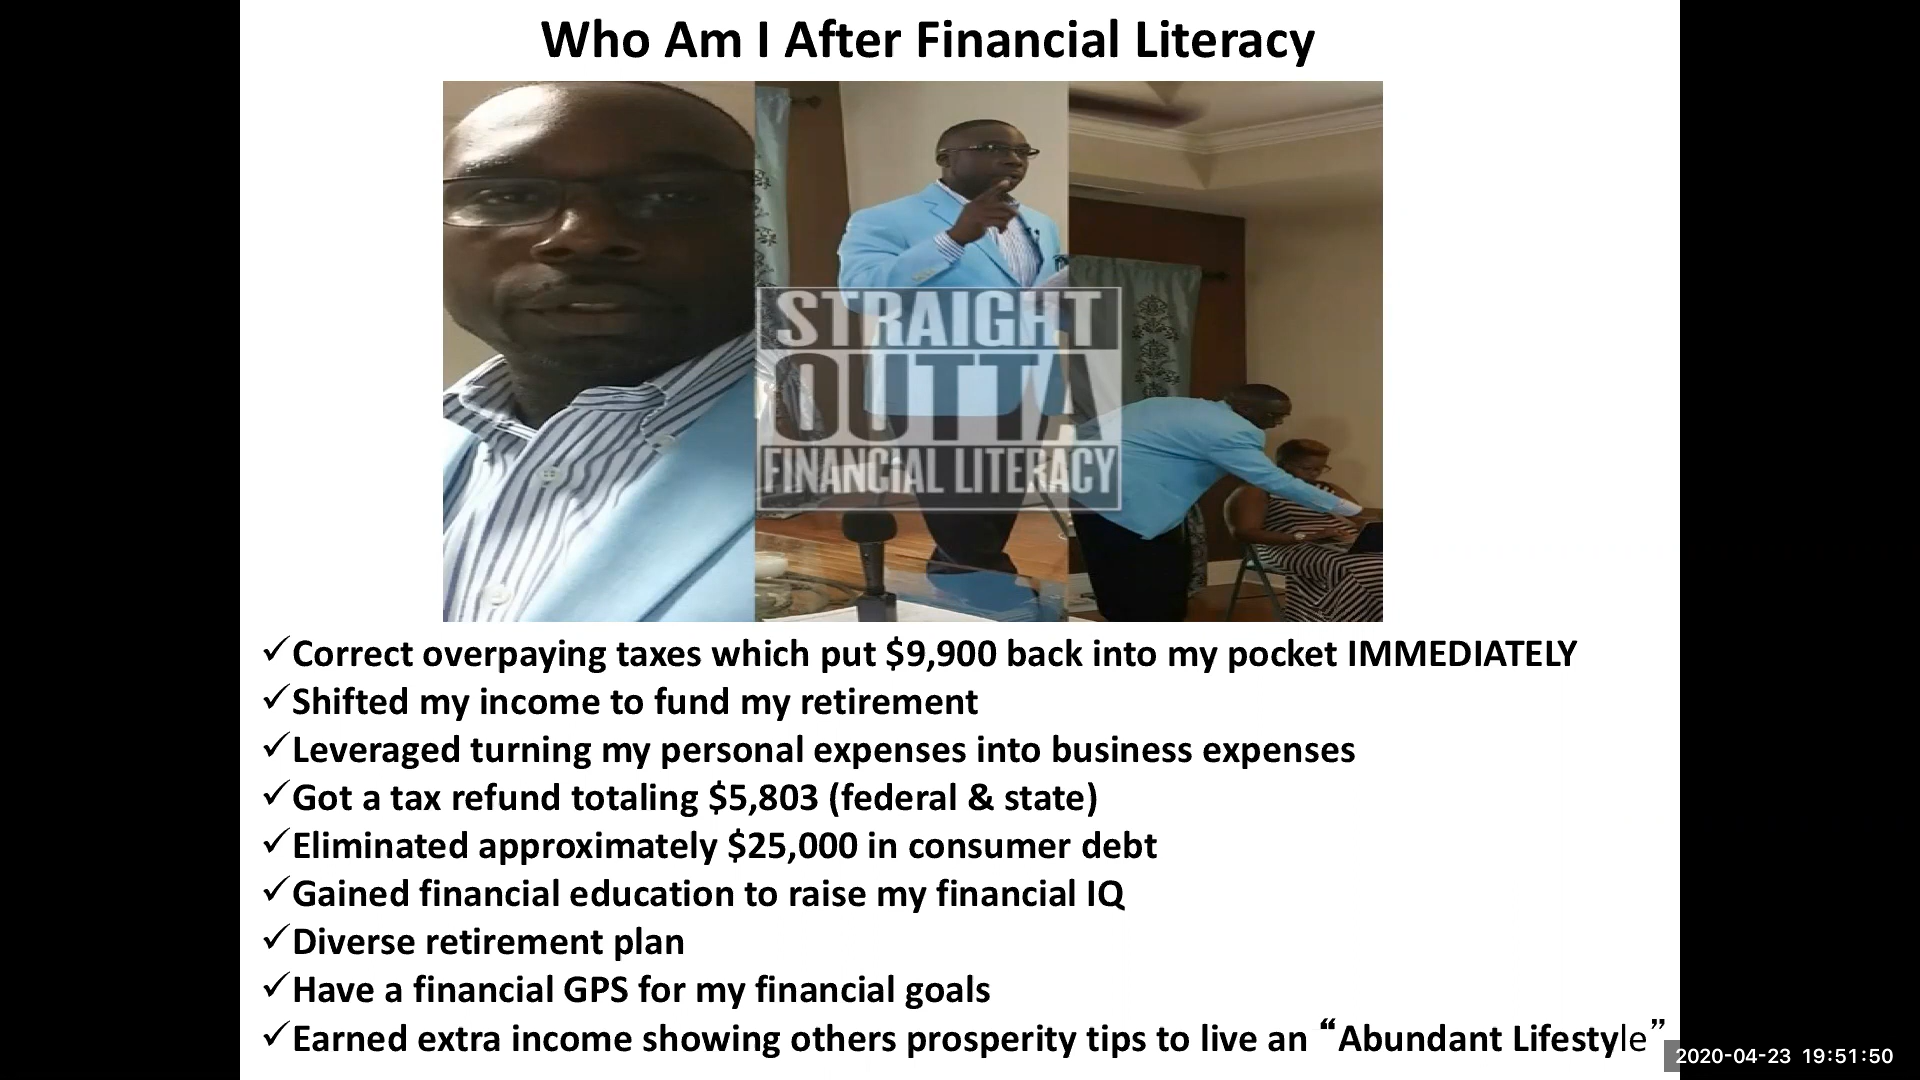 Who Am I After Financial Literacy
STRAIGHT
OUTTA
FINANCIAL LITERACY
✓Correct overpaying taxes which put $9,900 back into my pocket IMMEDIATELY
✓Shifted my income to fund my retirement
✓Leveraged turning my personal expenses into business expenses
✓Got a tax refund totaling $5,803 (federal & state)
✓Eliminated approximately $25,000 in consumer debt
✓Gained financial education to raise my financial IQ
✓Diverse retirement plan
✓Have a financial GPS for my financial goals
✓Earned extra income showing others prosperity tips to live an “Abundant Lifestyle”
2020-04-23 19:51:50